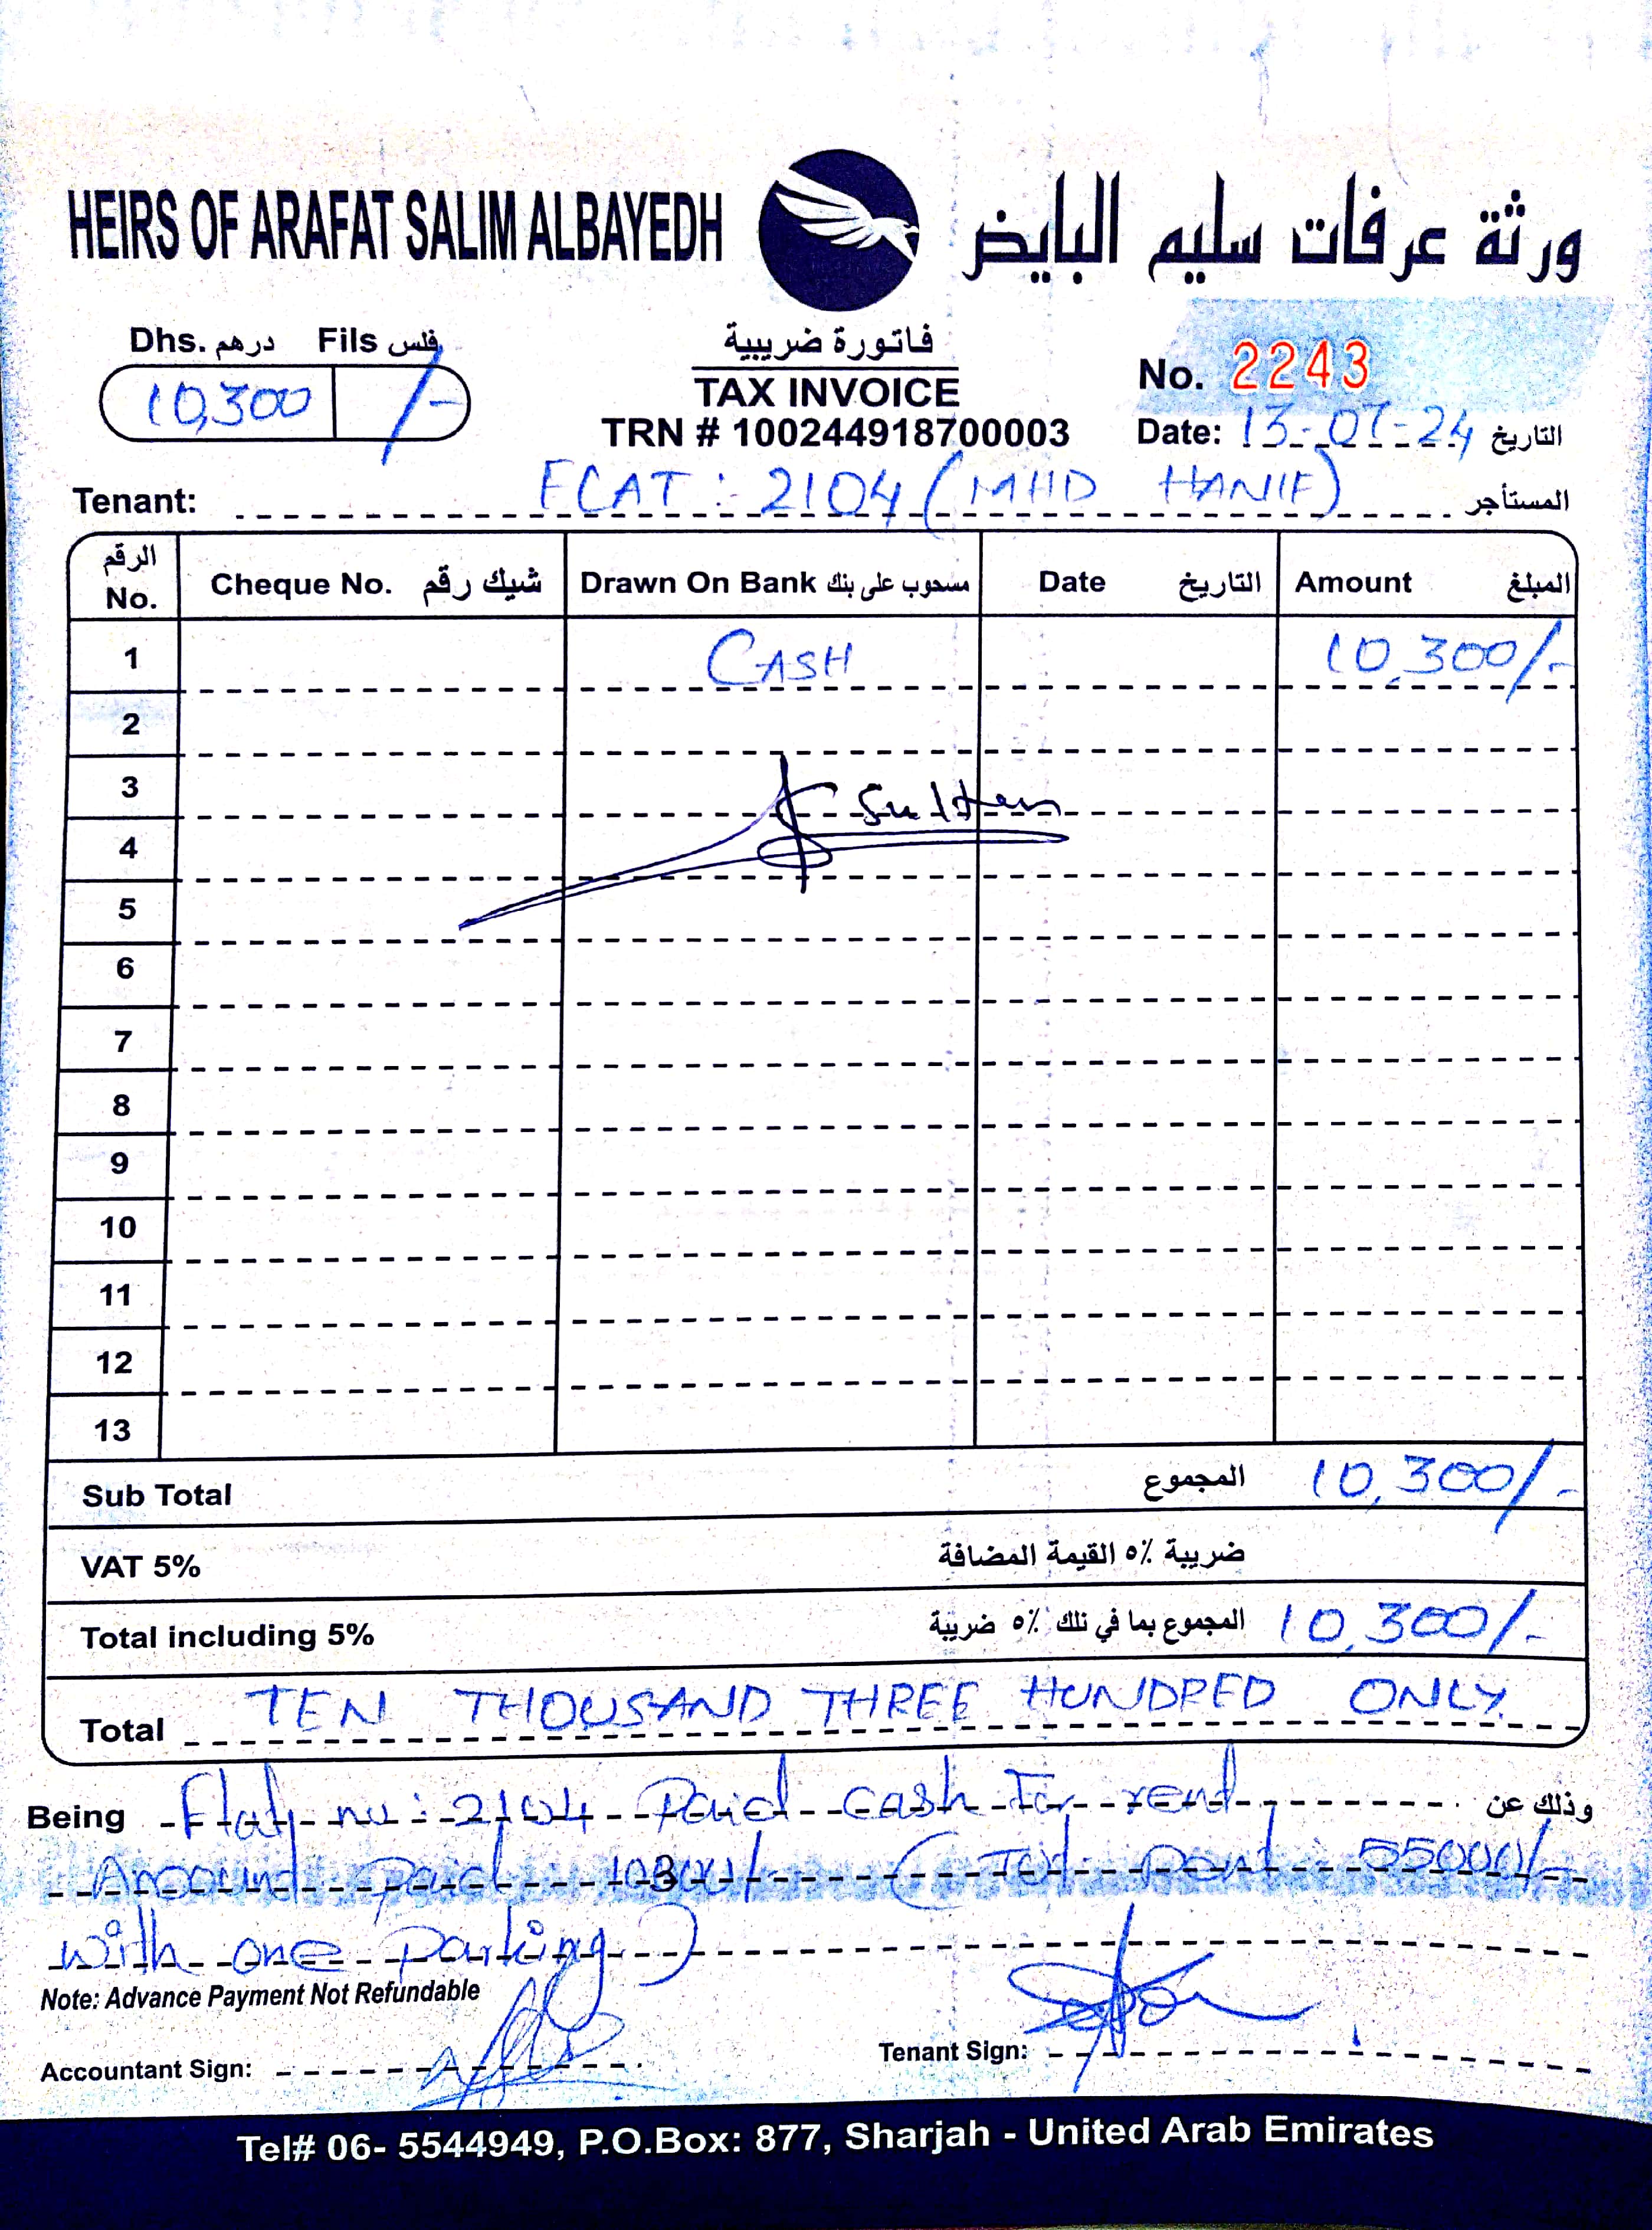 HEIRS OF ARAFAT SALIM ALBAYEDH ورثة عرفات سليم البايض
Dhs. درهم Fils فلس
10,300 /-
فاتورة ضريبية
TAX INVOICE
TRN # 100244918700003
No. 2243
Date: 13-07-24 التاريخ
Tenant: FLAT :- 2104 (MHD HANIF) المستأجر
الرقم No. Cheque No. شيك رقم Drawn On Bank مسحوب على بنك Date التاريخ Amount المبلغ
1 CASH 10,300/-
2
3 Sultan
4
5
6
7
8
9
10
11
12
13
Sub Total المجموع 10,300/-
VAT 5% ضريبة ٥٪ القيمة المضافة
Total including 5% المجموع بما في ذلك ٥٪ ضريبة 10,300/-
Total TEN THOUSAND THREE HUNDRED ONLY.
Being Flat no : 2104 Paid cash For rend وذلك عن
Amound paid 10300/- ( Tot Rent : 55000/-
with one parking )
Note: Advance Payment Not Refundable
Accountant Sign: Tenant Sign:
Tel# 06- 5544949, P.O.Box: 877, Sharjah - United Arab Emirates